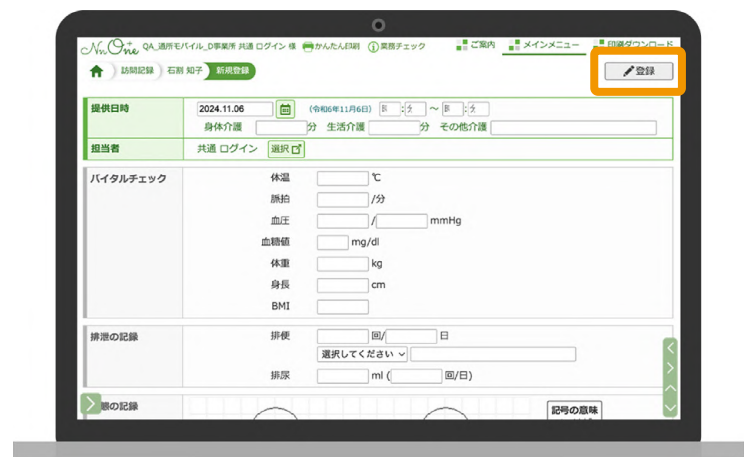 NnOne+ QA_通所モバイル_D事業所 共通 ログイン 様 かんたん印刷 業務チェック ご案内 メインメニュー 印刷ダウンロード
訪問記録 石割 知子 新規登録 登録
提供日時 2024.11.06 (令和6年11月6日) 時 : 分 〜 時 : 分
身体介護 分 生活介護 分 その他介護
担当者 共通 ログイン 選択
バイタルチェック 体温 ℃
脈拍 /分
血圧 / mmHg
血糖値 mg/dl
体重 kg
身長 cm
BMI
排泄の記録 排便 回/ 日
選択してください
排尿 ml ( 回/日)
の記録 記号の意味